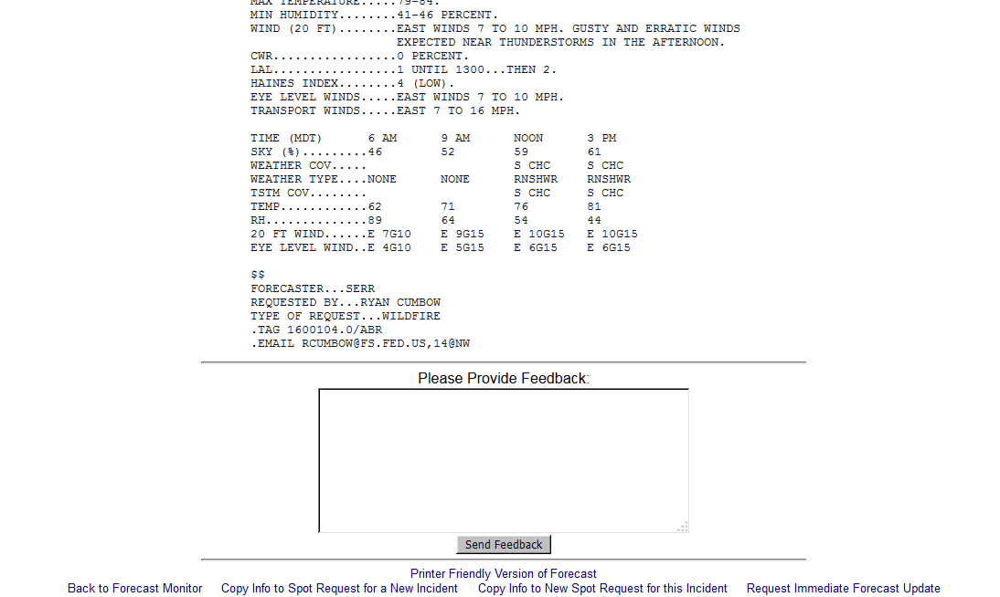 MAX TEMPERATURE.....79-84.
MIN HUMIDITY........41-46 PERCENT.
WIND (20 FT)........EAST WINDS 7 TO 10 MPH. GUSTY AND ERRATIC WINDS
EXPECTED NEAR THUNDERSTORMS IN THE AFTERNOON.
CWR.................0 PERCENT.
LAL.................1 UNTIL 1300...THEN 2.
HAINES INDEX........4 (LOW).
EYE LEVEL WINDS.....EAST WINDS 7 TO 10 MPH.
TRANSPORT WINDS.....EAST 7 TO 16 MPH.
TIME (MDT) 6 AM 9 AM NOON 3 PM
SKY (%).........46 52 59 61
WEATHER COV..... S CHC S CHC
WEATHER TYPE....NONE NONE RNSHWR RNSHWR
TSTM COV........ S CHC S CHC
TEMP............62 71 76 81
RH..............89 64 54 44
20 FT WIND......E 7G10 E 9G15 E 10G15 E 10G15
EYE LEVEL WIND..E 4G10 E 5G15 E 6G15 E 6G15
$$
FORECASTER...SERR
REQUESTED BY...RYAN CUMBOW
TYPE OF REQUEST...WILDFIRE
.TAG 1600104.0/ABR
.EMAIL RCUMBOW@FS.FED.US,14@NW
Please Provide Feedback:
Send Feedback
Printer Friendly Version of Forecast
Back to Forecast Monitor Copy Info to Spot Request for a New Incident Copy Info to New Spot Request for this Incident Request Immediate Forecast Update